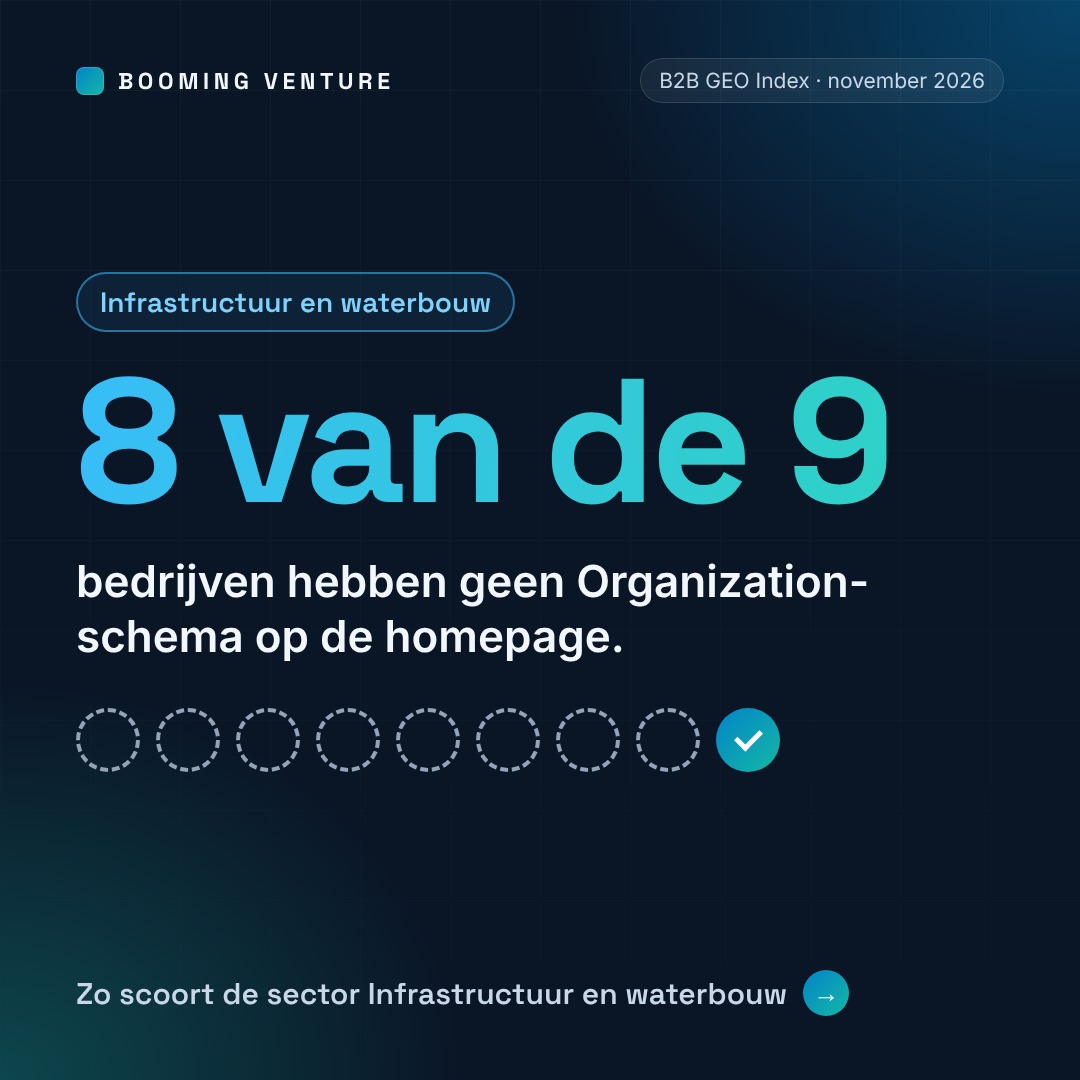 BOOMING VENTURE
B2B GEO Index · november 2026
Infrastructuur en waterbouw
8 van de 9
bedrijven hebben geen Organization-
schema op de homepage.
Zo scoort de sector Infrastructuur en waterbouw →